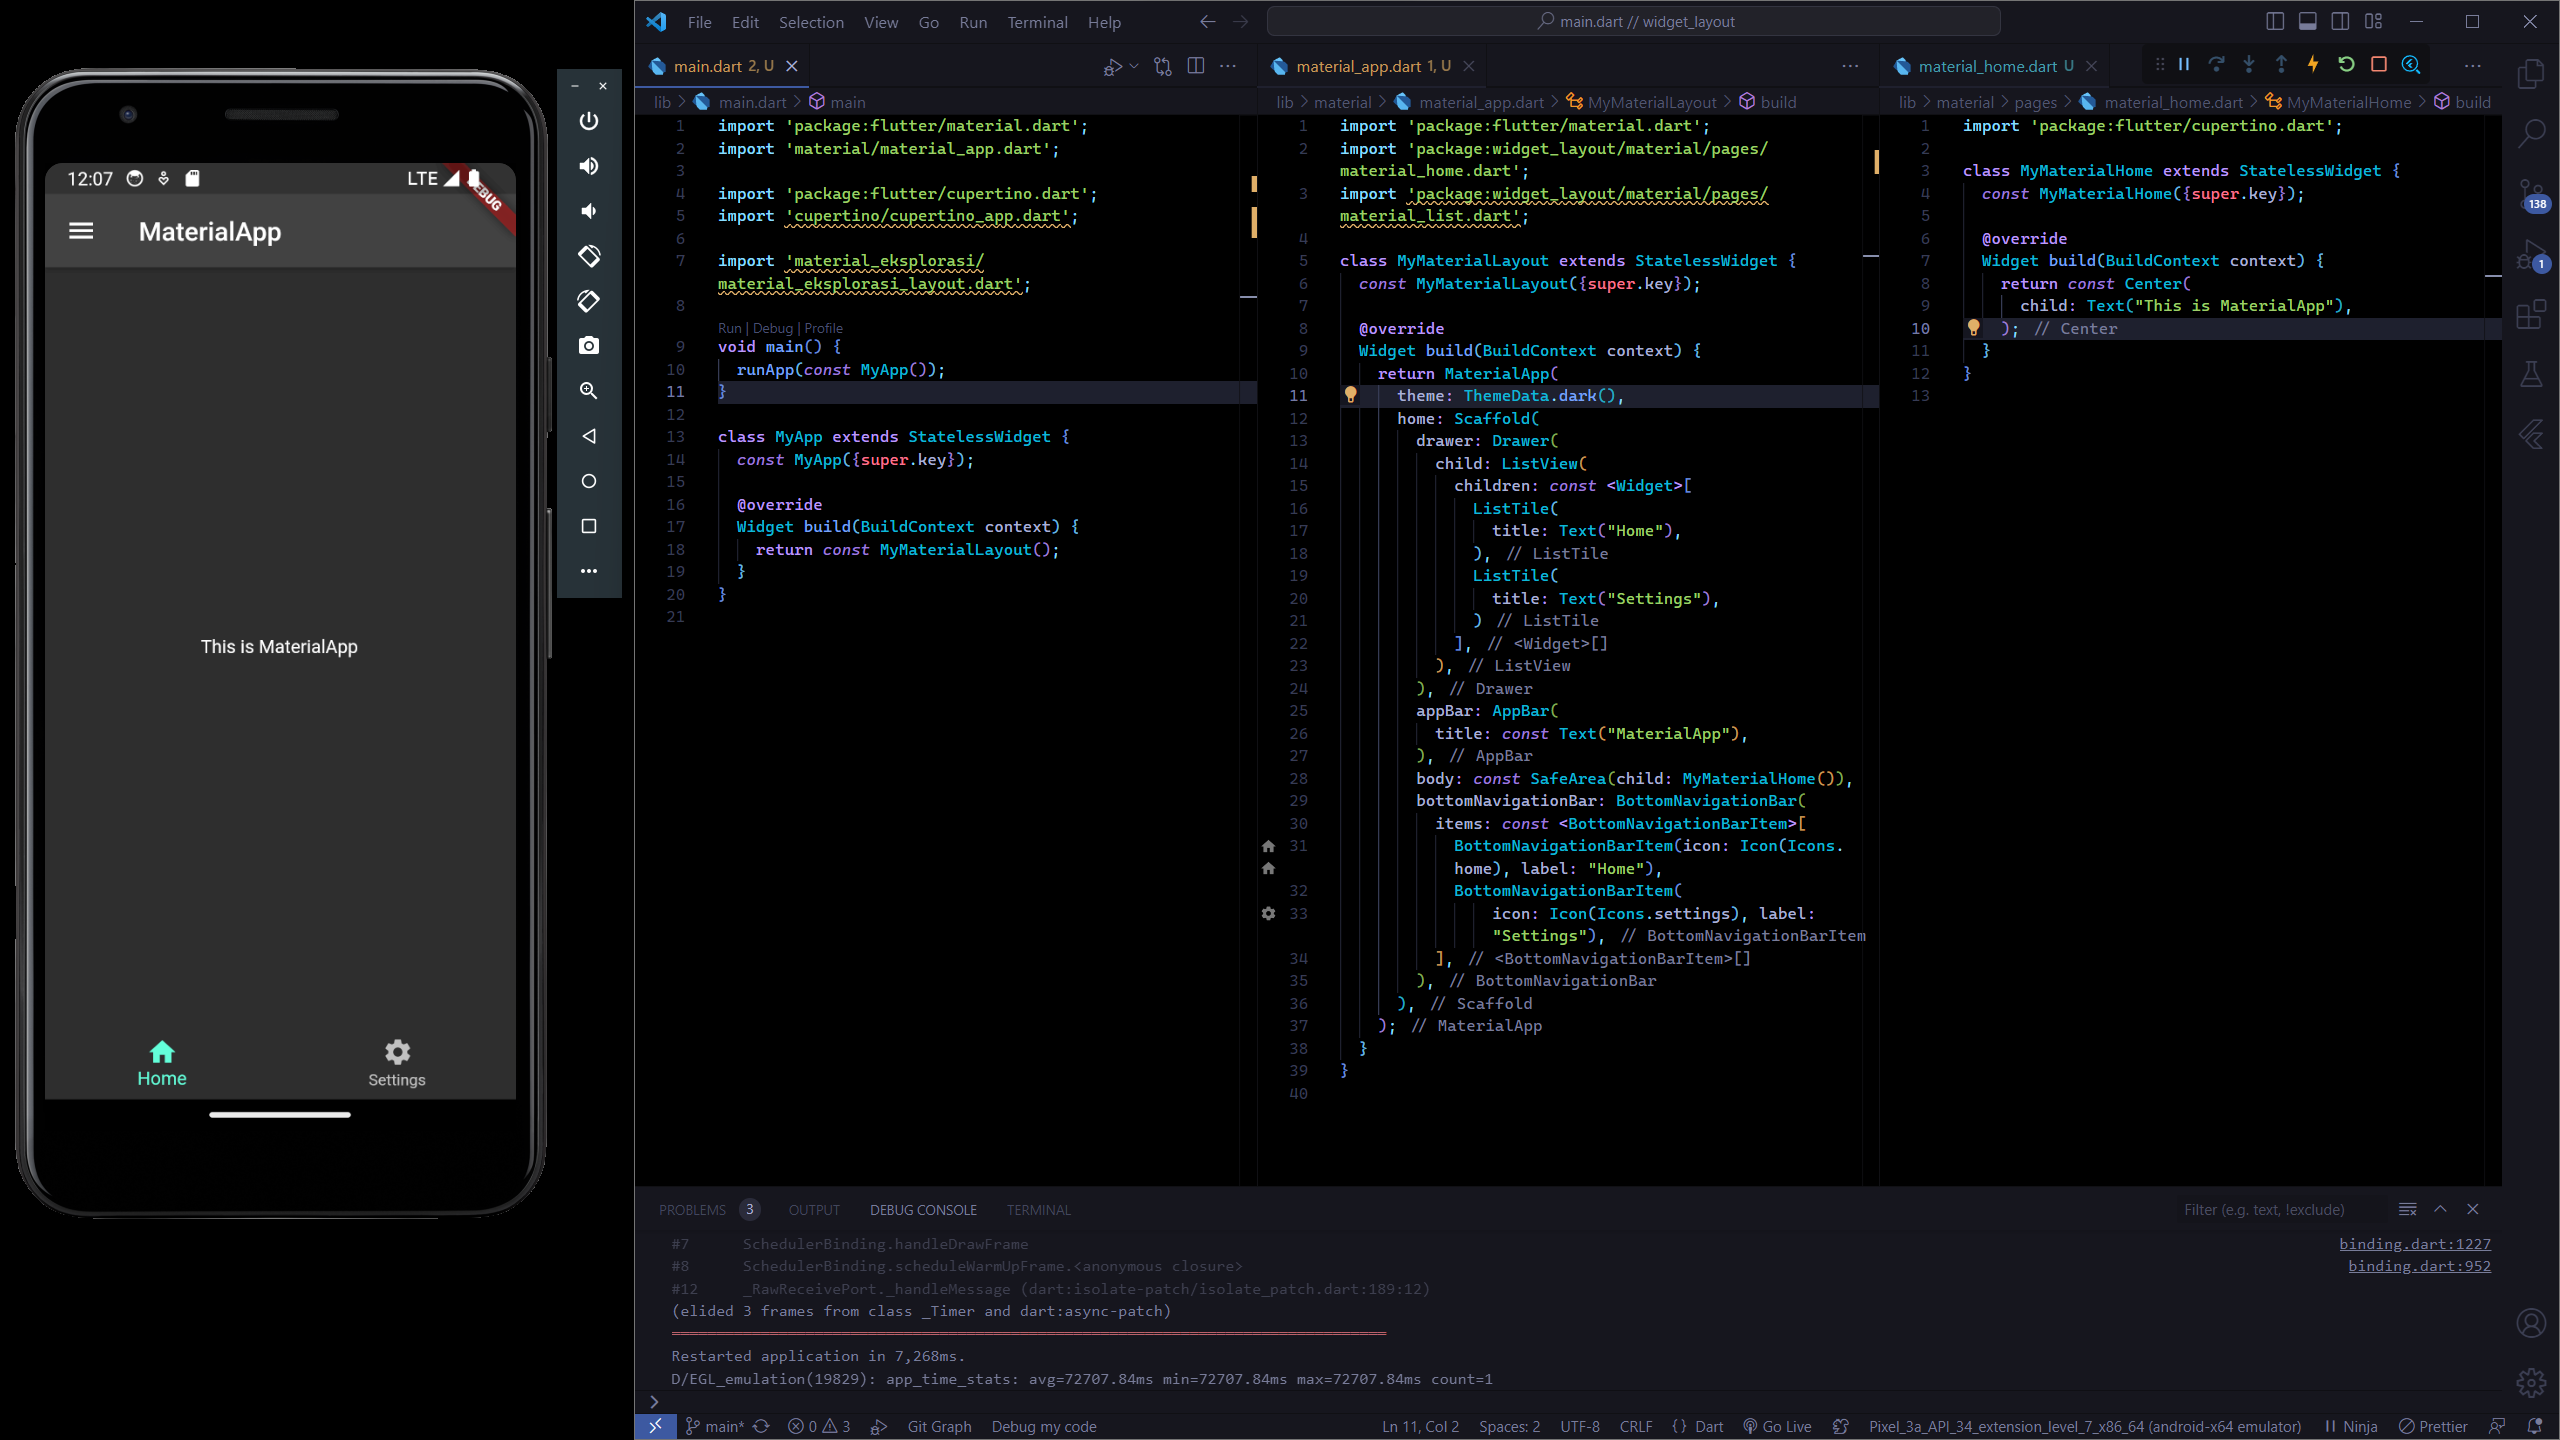 12:07
LTE
DEBUG
MaterialApp
This is MaterialApp
Home
Settings
File Edit Selection View Go Run Terminal Help
main.dart // widget_layout
main.dart 2, U
lib > main.dart > main
1 import 'package:flutter/material.dart';
2 import 'material/material_app.dart';
3
4 import 'package:flutter/cupertino.dart';
5 import 'cupertino/cupertino_app.dart';
6
7 import 'material_eksplorasi/
material_eksplorasi_layout.dart';
8
Run | Debug | Profile
9 void main() {
10 runApp(const MyApp());
11 }
12
13 class MyApp extends StatelessWidget {
14 const MyApp({super.key});
15
16 @override
17 Widget build(BuildContext context) {
18 return const MyMaterialLayout();
19 }
20 }
21
material_app.dart 1, U
lib > material > material_app.dart > MyMaterialLayout > build
1 import 'package:flutter/material.dart';
2 import 'package:widget_layout/material/pages/
material_home.dart';
3 import 'package:widget_layout/material/pages/
material_list.dart';
4
5 class MyMaterialLayout extends StatelessWidget {
6 const MyMaterialLayout({super.key});
7
8 @override
9 Widget build(BuildContext context) {
10 return MaterialApp(
11 theme: ThemeData.dark(),
12 home: Scaffold(
13 drawer: Drawer(
14 child: ListView(
15 children: const <Widget>[
16 ListTile(
17 title: Text("Home"),
18 ), // ListTile
19 ListTile(
20 title: Text("Settings"),
21 ) // ListTile
22 ], // <Widget>[]
23 ), // ListView
24 ), // Drawer
25 appBar: AppBar(
26 title: const Text("MaterialApp"),
27 ), // AppBar
28 body: const SafeArea(child: MyMaterialHome()),
29 bottomNavigationBar: BottomNavigationBar(
30 items: const <BottomNavigationBarItem>[
31 BottomNavigationBarItem(icon: Icon(Icons.
home), label: "Home"),
32 BottomNavigationBarItem(
33 icon: Icon(Icons.settings), label:
"Settings"), // BottomNavigationBarItem
34 ], // <BottomNavigationBarItem>[]
35 ), // BottomNavigationBar
36 ), // Scaffold
37 ); // MaterialApp
38 }
39 }
40
material_home.dart U
lib > material > pages > material_home.dart > MyMaterialHome > build
1 import 'package:flutter/cupertino.dart';
2
3 class MyMaterialHome extends StatelessWidget {
4 const MyMaterialHome({super.key});
5
6 @override
7 Widget build(BuildContext context) {
8 return const Center(
9 child: Text("This is MaterialApp"),
10 ); // Center
11 }
12 }
13
138
1
PROBLEMS 3 OUTPUT DEBUG CONSOLE TERMINAL
Filter (e.g. text, !exclude)
#7 SchedulerBinding.handleDrawFrame binding.dart:1227
#8 SchedulerBinding.scheduleWarmUpFrame.<anonymous closure> binding.dart:952
#12 _RawReceivePort._handleMessage (dart:isolate-patch/isolate_patch.dart:189:12)
(elided 3 frames from class _Timer and dart:async-patch)
Restarted application in 7,268ms.
D/EGL_emulation(19829): app_time_stats: avg=72707.84ms min=72707.84ms max=72707.84ms count=1
main* 0 3 Git Graph Debug my code Ln 11, Col 2 Spaces: 2 UTF-8 CRLF {} Dart Go Live Pixel_3a_API_34_extension_level_7_x86_64 (android-x64 emulator) Ninja Prettier